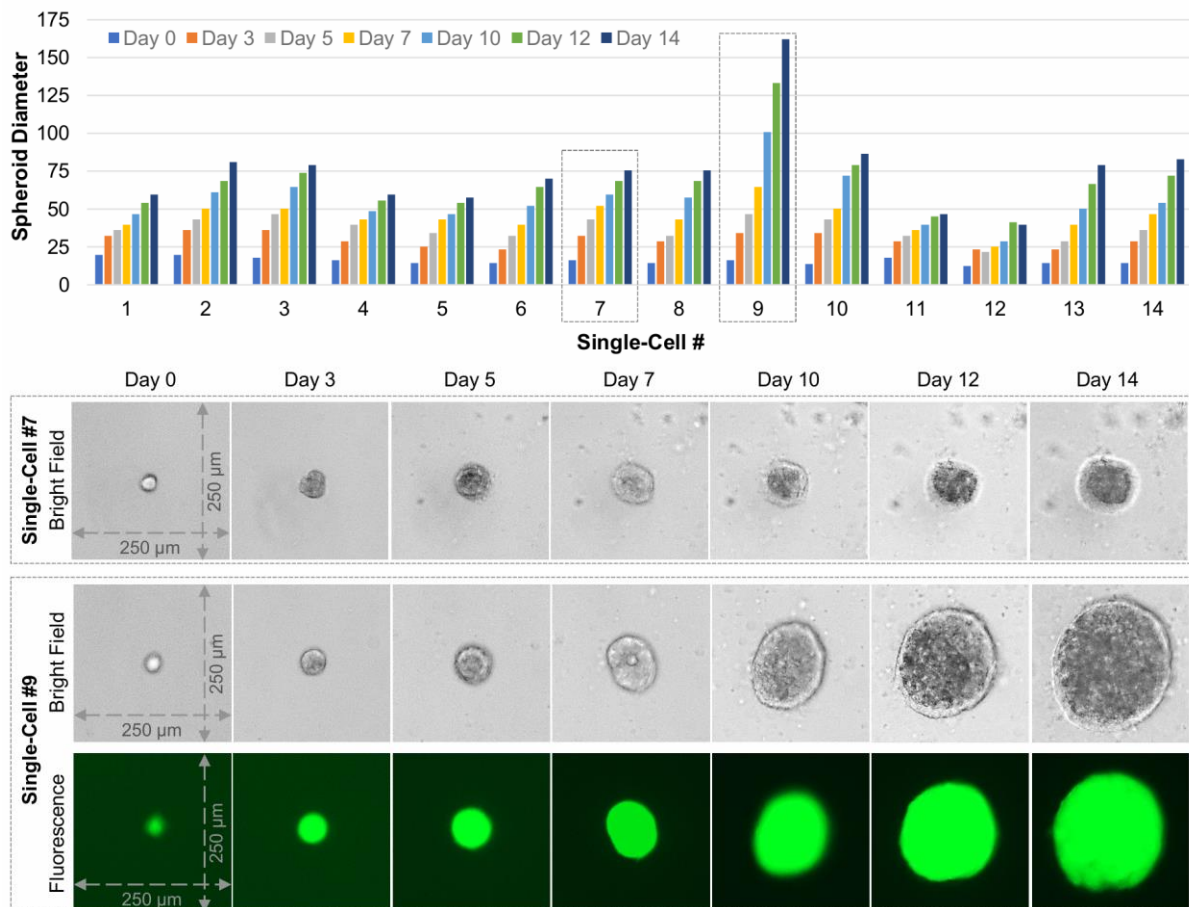 175
150
125
100
75
50
25
0
Spheroid Diameter
Day 0 Day 3 Day 5 Day 7 Day 10 Day 12 Day 14
1 2 3 4 5 6 7 8 9 10 11 12 13 14
Single-Cell #
Day 0 Day 3 Day 5 Day 7 Day 10 Day 12 Day 14
Single-Cell #7
Bright Field
250 µm
250 µm
Single-Cell #9
Bright Field
250 µm
250 µm
Fluorescence
250 µm
250 µm